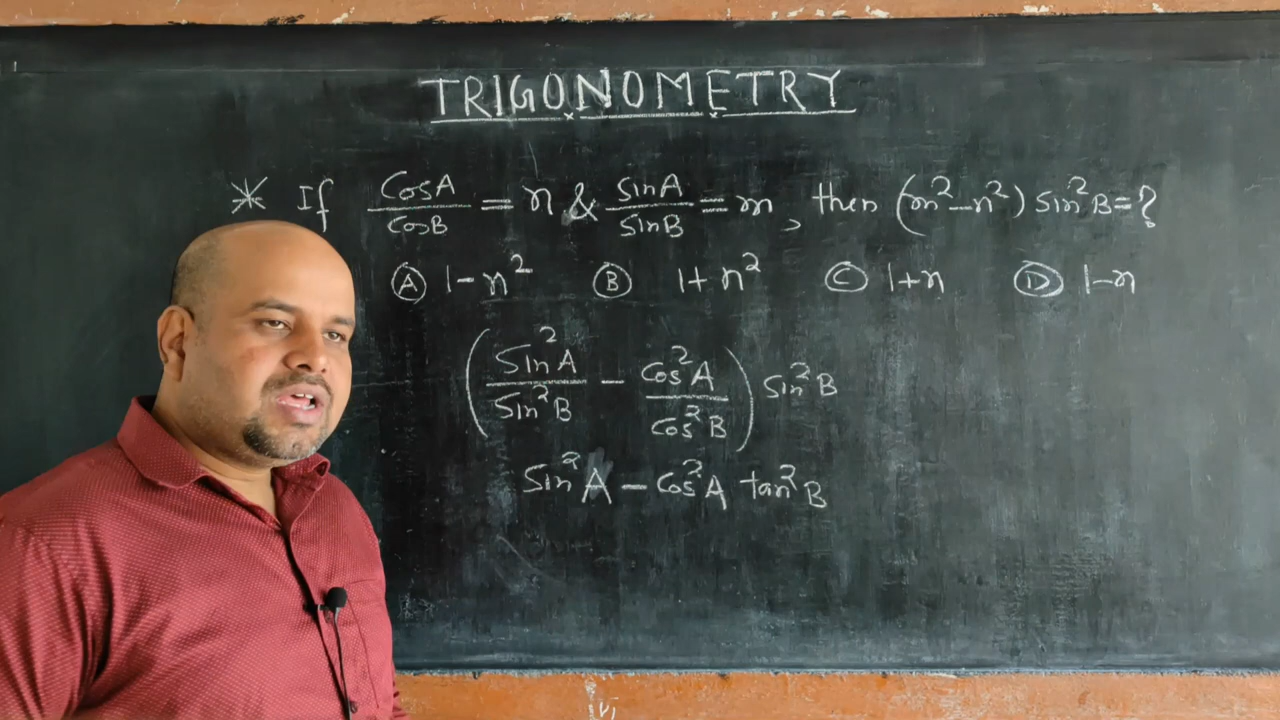 TRIGONOMETRY
* If CosA/CosB = n & SinA/SinB = m, then (m²-n²) Sin²B = ?
Ⓐ 1-n² Ⓑ 1+n² Ⓒ 1+n Ⓓ 1-n
(Sin²A/Sin²B - Cos²A/Cos²B) Sin²B
Sin²A - Cos²A tan²B